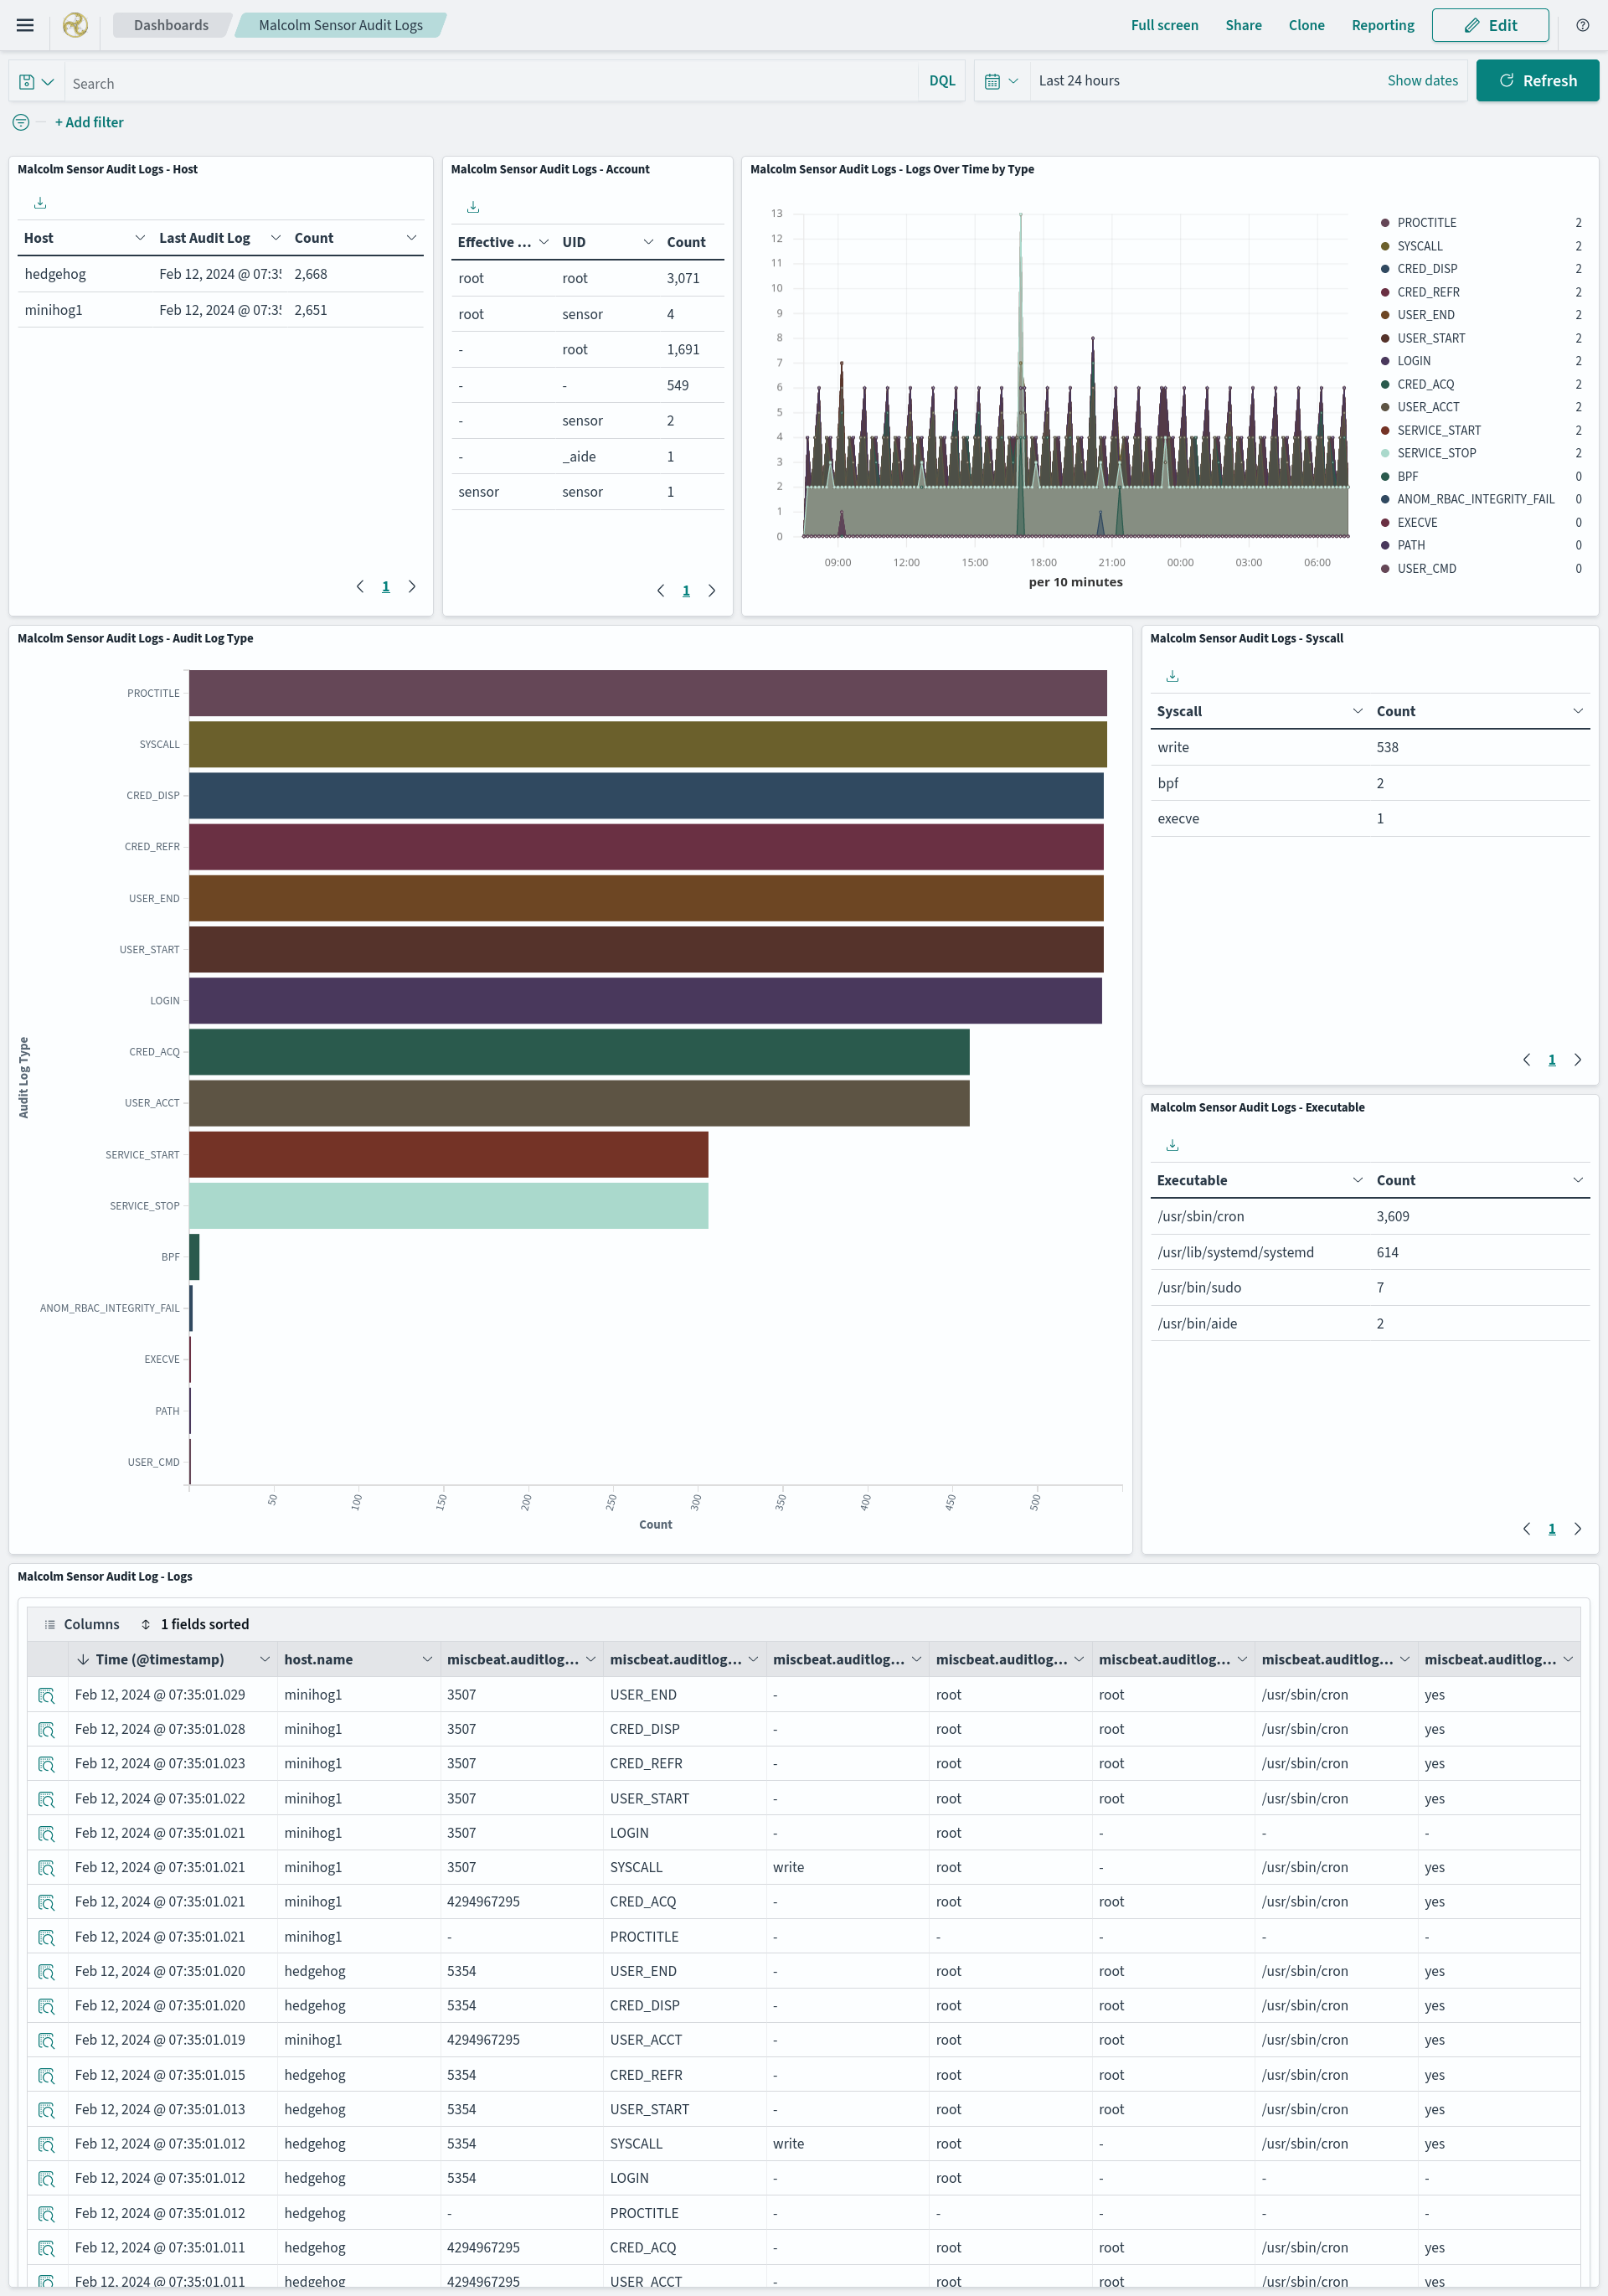 Dashboards Malcolm Sensor Audit Logs Full screen Share Clone Reporting Edit
Search DQL Last 24 hours Show dates Refresh
+ Add filter
Malcolm Sensor Audit Logs - Host
Host Last Audit Log Count
hedgehog Feb 12, 2024 @ 07:35 2,668
minihog1 Feb 12, 2024 @ 07:35 2,651
1
Malcolm Sensor Audit Logs - Account
Effective ... UID Count
root root 3,071
root sensor 4
- root 1,691
- - 549
- sensor 2
- _aide 1
sensor sensor 1
1
Malcolm Sensor Audit Logs - Logs Over Time by Type
13
12
11
10
9
8
7
6
5
4
3
2
1
0
09:00 12:00 15:00 18:00 21:00 00:00 03:00 06:00
per 10 minutes
PROCTITLE 2
SYSCALL 2
CRED_DISP 2
CRED_REFR 2
USER_END 2
USER_START 2
LOGIN 2
CRED_ACQ 2
USER_ACCT 2
SERVICE_START 2
SERVICE_STOP 2
BPF 0
ANOM_RBAC_INTEGRITY_FAIL 0
EXECVE 0
PATH 0
USER_CMD 0
Malcolm Sensor Audit Logs - Audit Log Type
Audit Log Type
PROCTITLE
SYSCALL
CRED_DISP
CRED_REFR
USER_END
USER_START
LOGIN
CRED_ACQ
USER_ACCT
SERVICE_START
SERVICE_STOP
BPF
ANOM_RBAC_INTEGRITY_FAIL
EXECVE
PATH
USER_CMD
50 100 150 200 250 300 350 400 450 500
Count
Malcolm Sensor Audit Logs - Syscall
Syscall Count
write 538
bpf 2
execve 1
1
Malcolm Sensor Audit Logs - Executable
Executable Count
/usr/sbin/cron 3,609
/usr/lib/systemd/systemd 614
/usr/bin/sudo 7
/usr/bin/aide 2
1
Malcolm Sensor Audit Log - Logs
Columns 1 fields sorted
Time (@timestamp) host.name miscbeat.auditlog... miscbeat.auditlog... miscbeat.auditlog... miscbeat.auditlog... miscbeat.auditlog... miscbeat.auditlog... miscbeat.auditlog...
Feb 12, 2024 @ 07:35:01.029 minihog1 3507 USER_END - root root /usr/sbin/cron yes
Feb 12, 2024 @ 07:35:01.028 minihog1 3507 CRED_DISP - root root /usr/sbin/cron yes
Feb 12, 2024 @ 07:35:01.023 minihog1 3507 CRED_REFR - root root /usr/sbin/cron yes
Feb 12, 2024 @ 07:35:01.022 minihog1 3507 USER_START - root root /usr/sbin/cron yes
Feb 12, 2024 @ 07:35:01.021 minihog1 3507 LOGIN - root - - -
Feb 12, 2024 @ 07:35:01.021 minihog1 3507 SYSCALL write root - /usr/sbin/cron yes
Feb 12, 2024 @ 07:35:01.021 minihog1 4294967295 CRED_ACQ - root root /usr/sbin/cron yes
Feb 12, 2024 @ 07:35:01.021 minihog1 - PROCTITLE - - - - -
Feb 12, 2024 @ 07:35:01.020 hedgehog 5354 USER_END - root root /usr/sbin/cron yes
Feb 12, 2024 @ 07:35:01.020 hedgehog 5354 CRED_DISP - root root /usr/sbin/cron yes
Feb 12, 2024 @ 07:35:01.019 minihog1 4294967295 USER_ACCT - root root /usr/sbin/cron yes
Feb 12, 2024 @ 07:35:01.015 hedgehog 5354 CRED_REFR - root root /usr/sbin/cron yes
Feb 12, 2024 @ 07:35:01.013 hedgehog 5354 USER_START - root root /usr/sbin/cron yes
Feb 12, 2024 @ 07:35:01.012 hedgehog 5354 SYSCALL write root - /usr/sbin/cron yes
Feb 12, 2024 @ 07:35:01.012 hedgehog 5354 LOGIN - root - - -
Feb 12, 2024 @ 07:35:01.012 hedgehog - PROCTITLE - - - - -
Feb 12, 2024 @ 07:35:01.011 hedgehog 4294967295 CRED_ACQ - root root /usr/sbin/cron yes
Feb 12, 2024 @ 07:35:01.011 hedgehog 4294967295 USER_ACCT - root root /usr/sbin/cron yes